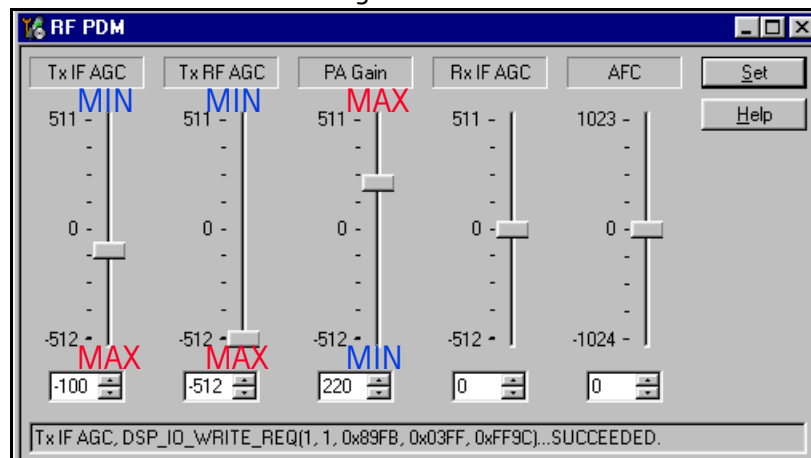 RF PDM
Tx IF AGC Tx RF AGC PA Gain Rx IF AGC AFC Set
MIN MIN MAX
511 511 511 511 1023 Help
0 0 0 0 0
-512 -512 -512 -512 -1024
MAX MAX MIN
-100 -512 220 0 0
Tx IF AGC, DSP_IO_WRITE_REQ(1, 1, 0x89FB, 0x03FF, 0xFF9C)...SUCCEEDED.